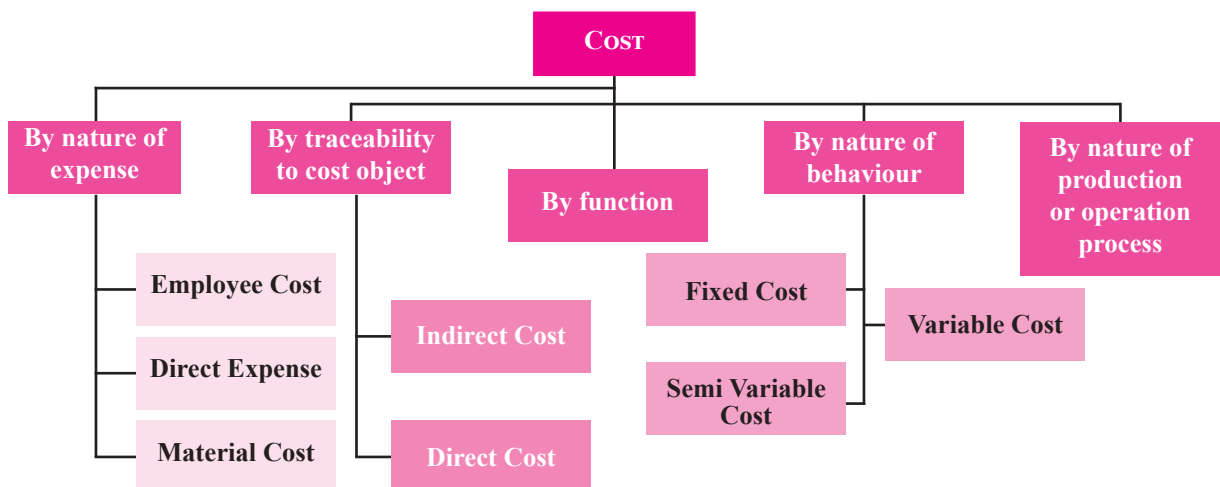 COST
By nature of
expense
By traceability
to cost object
By function
By nature of
behaviour
By nature of
production
or operation
process
Employee Cost
Direct Expense
Material Cost
Indirect Cost
Direct Cost
Fixed Cost
Variable Cost
Semi Variable
Cost